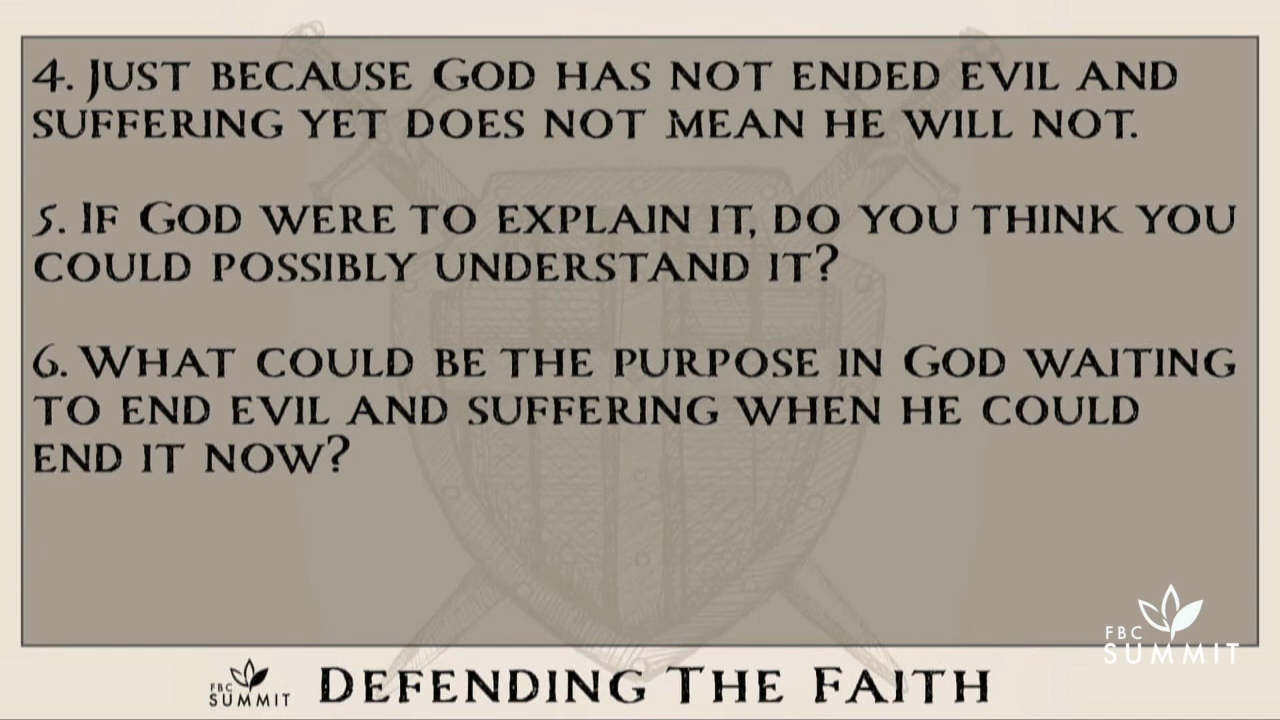 4. Just because God has not ended evil and
suffering yet does not mean He will not.
5. If God were to explain it, do you think you
could possibly understand it?
6. What could be the purpose in God waiting
to end evil and suffering when He could
end it now?
FBC
SUMMIT
FBC
SUMMIT
Defending The Faith